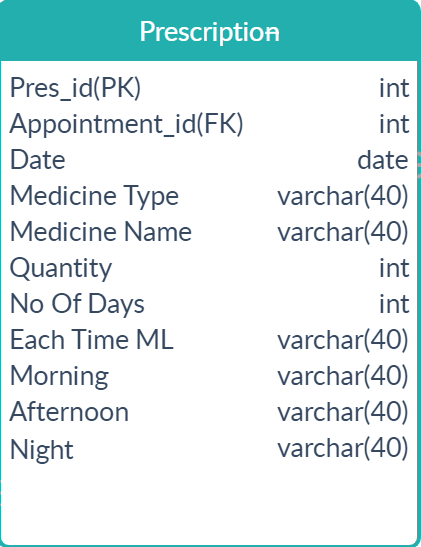 Prescription
Pres_id(PK) int
Appointment_id(FK) int
Date date
Medicine Type varchar(40)
Medicine Name varchar(40)
Quantity int
No Of Days int
Each Time ML varchar(40)
Morning varchar(40)
Afternoon varchar(40)
Night varchar(40)